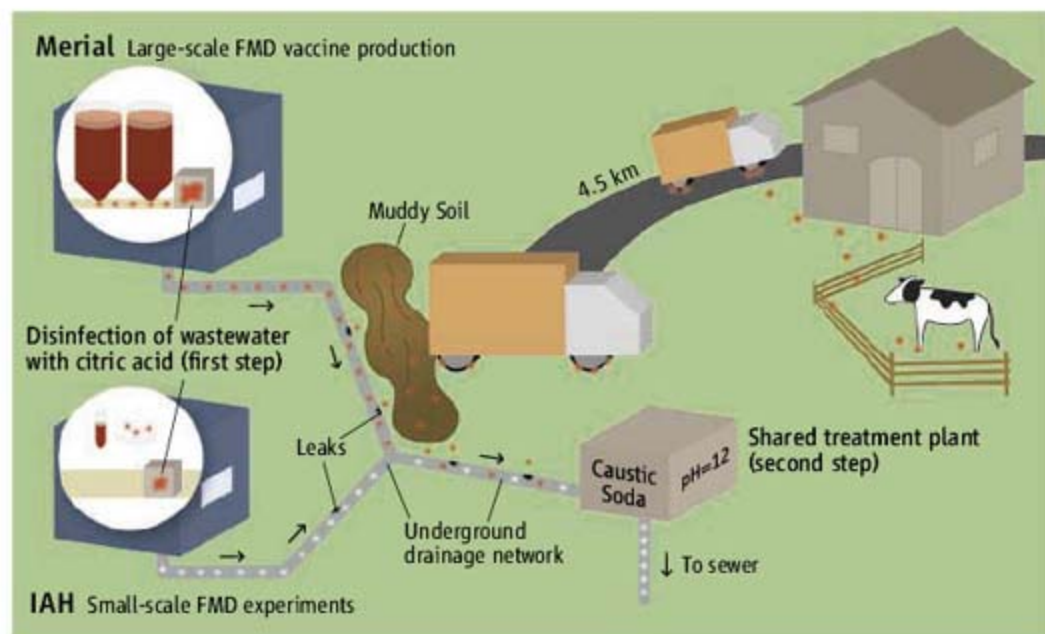 Merial Large-scale FMD vaccine production
4.5 km
Muddy Soil
Disinfection of wastewater
with citric acid (first step)
Leaks
Shared treatment plant
(second step)
Caustic
Soda
pH=12
Underground
drainage network
↓ To sewer
IAH Small-scale FMD experiments